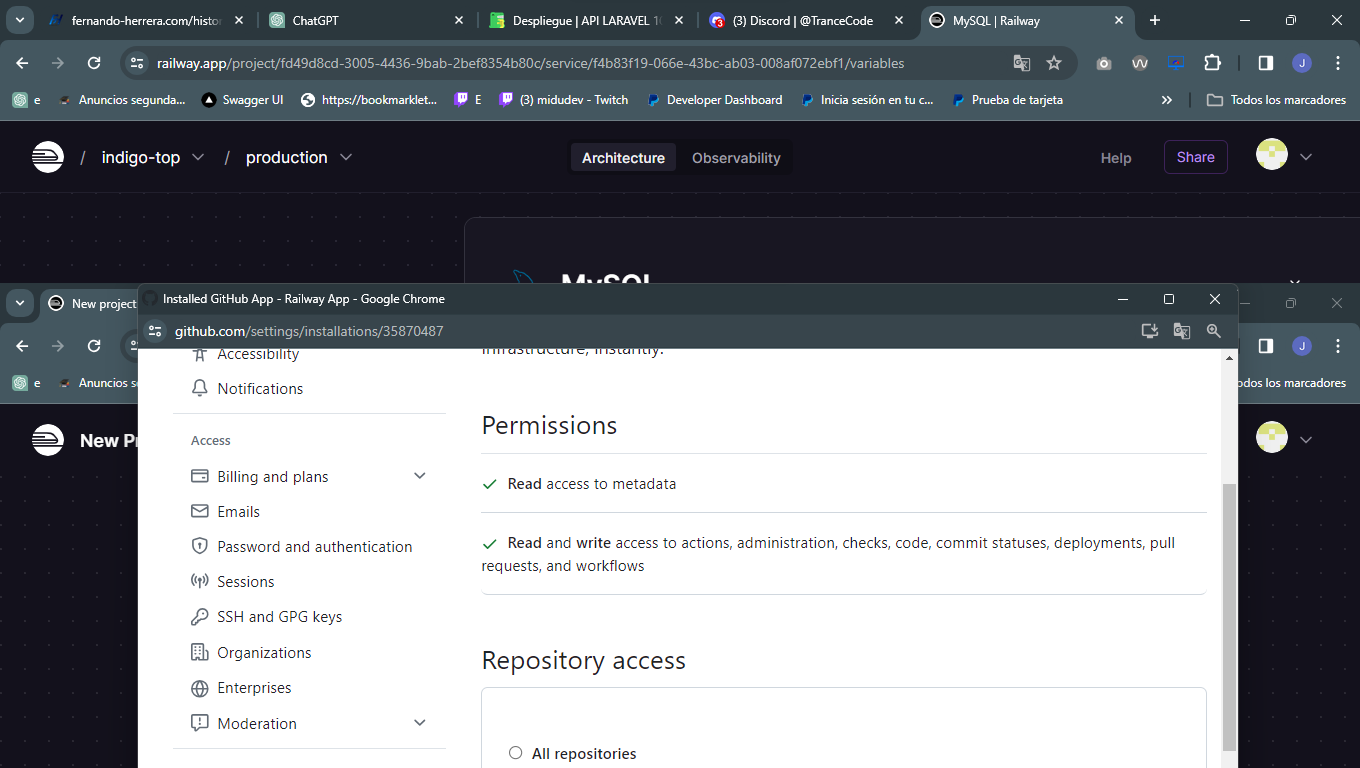 fernando-herrera.com/histor
ChatGPT
Despliegue | API LARAVEL 10
(3) Discord | @TranceCode
MySQL | Railway
railway.app/project/fd49d8cd-3005-4436-9bab-2bef8354b80c/service/f4b83f19-066e-43bc-ab03-008af072ebf1/variables
J
e
Anuncios segunda...
Swagger UI
https://bookmarklet...
E
(3) midudev - Twitch
Developer Dashboard
Inicia sesión en tu c...
Prueba de tarjeta
Todos los marcadores
/ indigo-top / production
Architecture
Observability
Help
Share
MySQL
New project
Installed GitHub App - Railway App - Google Chrome
github.com/settings/installations/35870487
J
e
Anuncios s
odos los marcadores
New Pr
Accessibility
Notifications
Access
Billing and plans
Emails
Password and authentication
Sessions
SSH and GPG keys
Organizations
Enterprises
Moderation
infrastructure, instantly.
Permissions
Read access to metadata
Read and write access to actions, administration, checks, code, commit statuses, deployments, pull
requests, and workflows
Repository access
All repositories